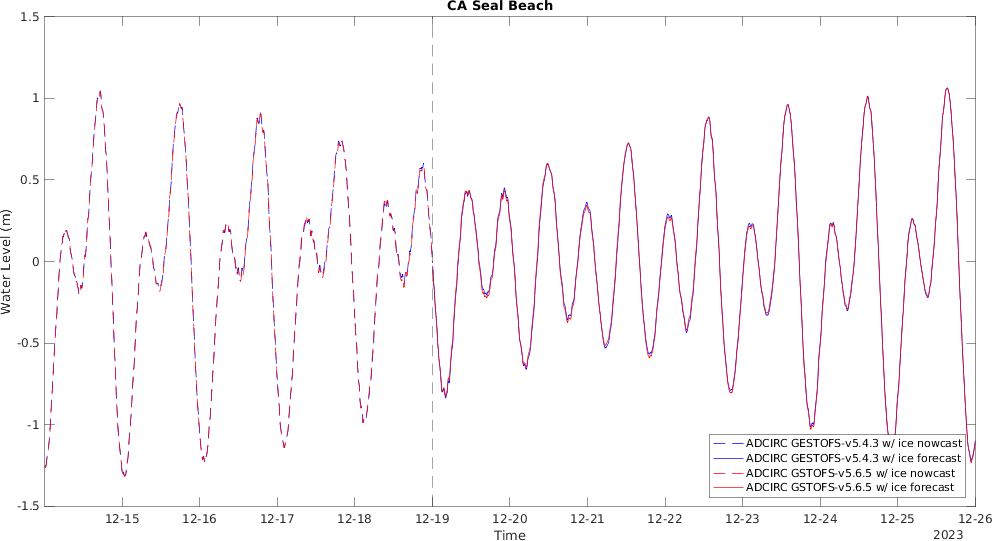 CA Seal Beach
1.5
1
0.5
0
-0.5
-1
-1.5
Water Level (m)
12-15 12-16 12-17 12-18 12-19 12-20 12-21 12-22 12-23 12-24 12-25 12-26
Time
2023
ADCIRC GESTOFS-v5.4.3 w/ ice nowcast
ADCIRC GESTOFS-v5.4.3 w/ ice forecast
ADCIRC GSTOFS-v5.6.5 w/ ice nowcast
ADCIRC GSTOFS-v5.6.5 w/ ice forecast